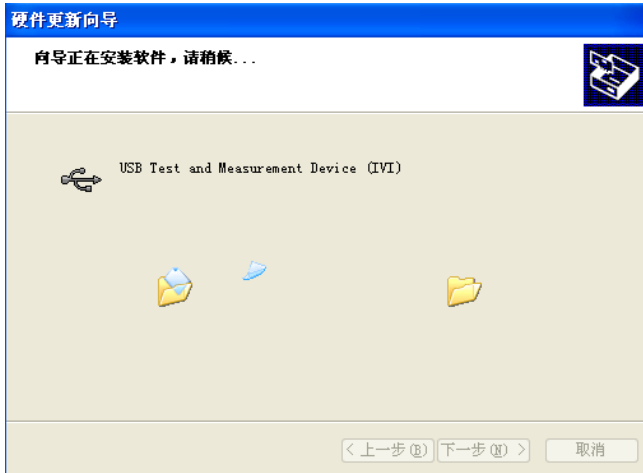 硬件更新向导
向导正在安装软件，请稍候...
USB Test and Measurement Device (IVI)
< 上一步(B) 下一步(N) > 取消